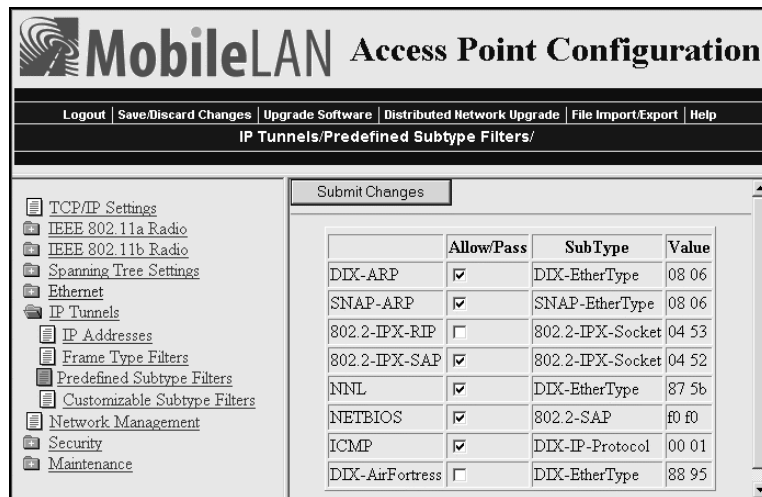 MobileLAN Access Point Configuration
Logout | Save/Discard Changes | Upgrade Software | Distributed Network Upgrade | File Import/Export | Help
IP Tunnels/Predefined Subtype Filters/
TCP/IP Settings
IEEE 802.11a Radio
IEEE 802.11b Radio
Spanning Tree Settings
Ethernet
IP Tunnels
IP Addresses
Frame Type Filters
Predefined Subtype Filters
Customizable Subtype Filters
Network Management
Security
Maintenance
Submit Changes
Allow/Pass SubType Value
DIX-ARP DIX-EtherType 08 06
SNAP-ARP SNAP-EtherType 08 06
802.2-IPX-RIP 802.2-IPX-Socket 04 53
802.2-IPX-SAP 802.2-IPX-Socket 04 52
NNL DIX-EtherType 87 5b
NETBIOS 802.2-SAP f0 f0
ICMP DIX-IP-Protocol 00 01
DIX-AirFortress DIX-EtherType 88 95